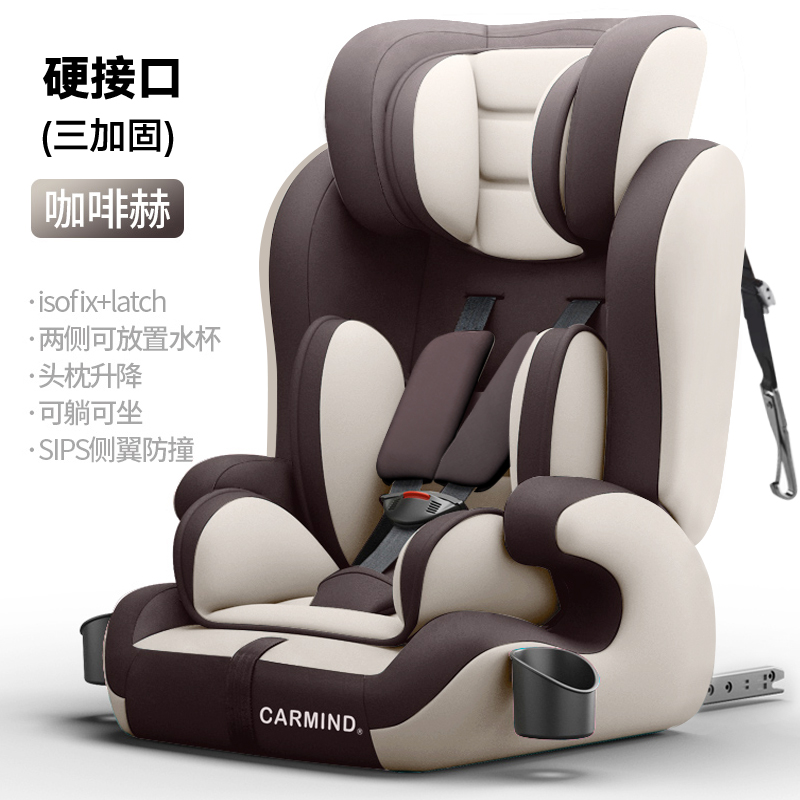 硬接口
(三加固)
咖啡赫
·isofix+latch
·两侧可放置水杯
·头枕升降
·可躺可坐
·SIPS侧翼防撞
CARMIND®